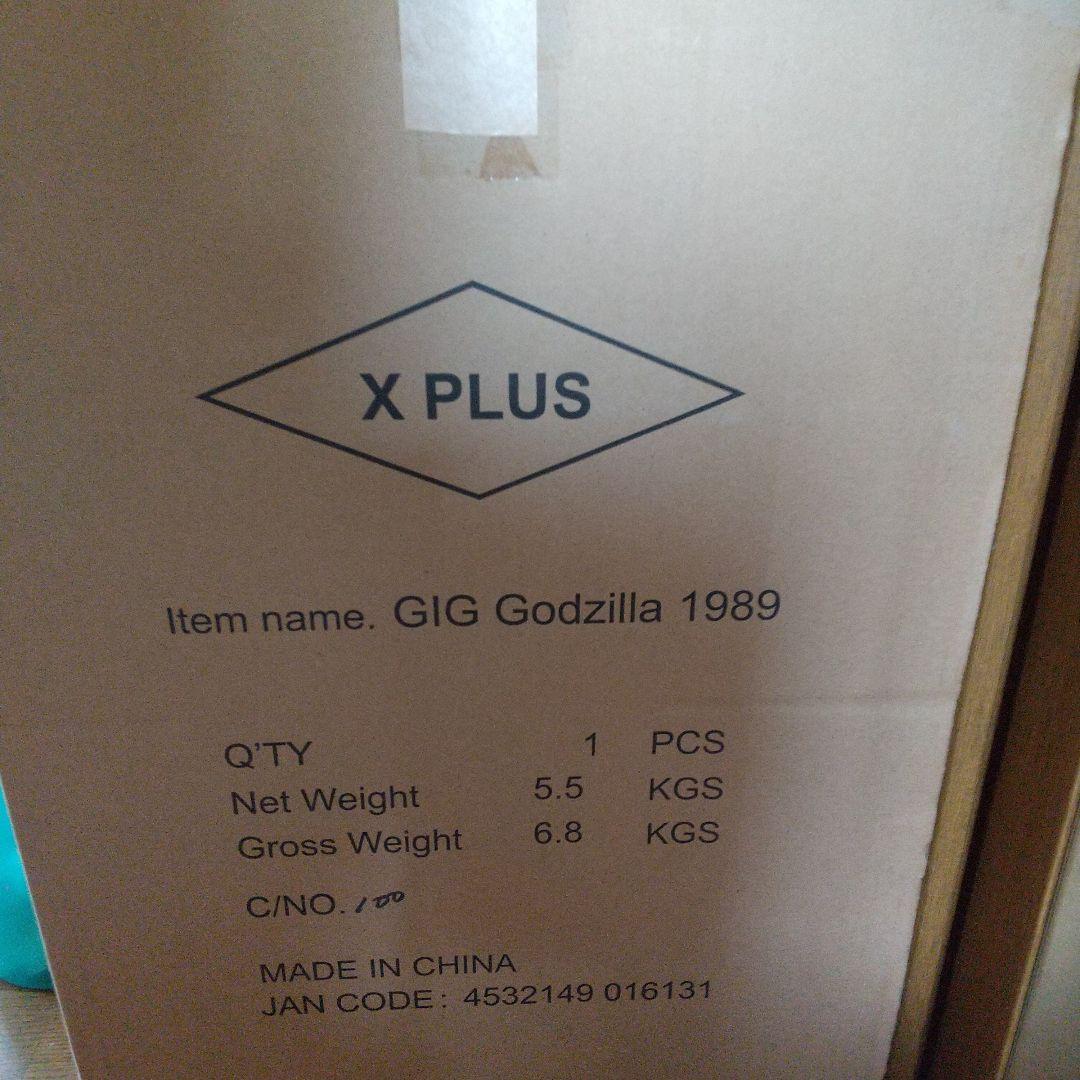 X PLUS
Item name. GIG Godzilla 1989
Q'TY 1 PCS
Net Weight 5.5 KGS
Gross Weight 6.8 KGS
C/NO. 100
MADE IN CHINA
JAN CODE: 4532149 016131